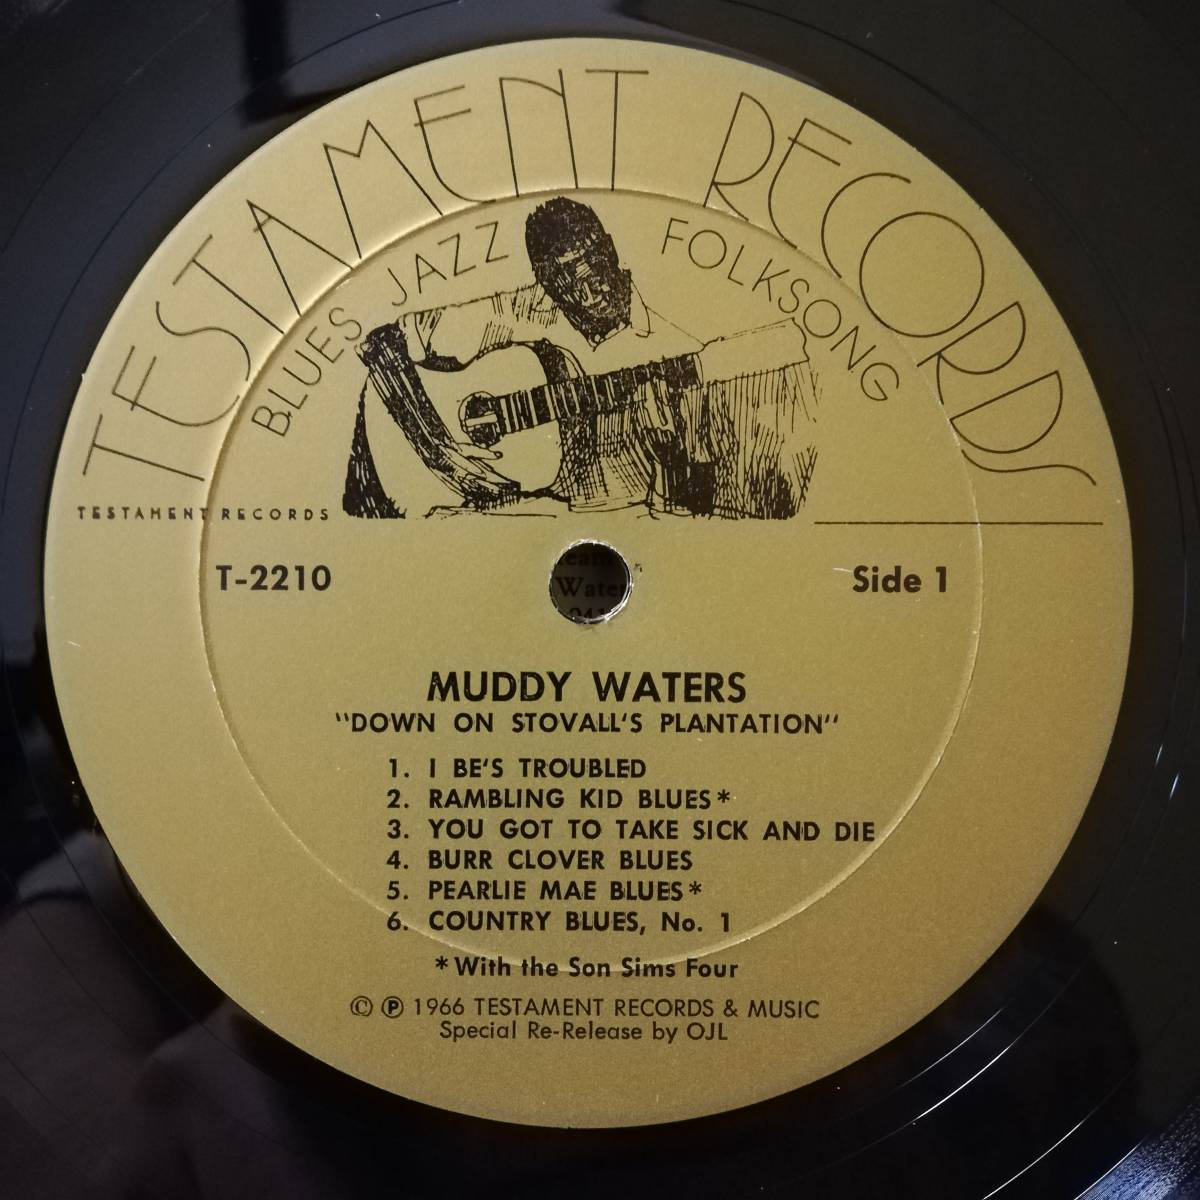 TESTAMENT RECORDS
BLUES JAZZ FOLKSONG
TESTAMENT RECORDS
T-2210
Side 1
MUDDY WATERS
"DOWN ON STOVALL'S PLANTATION"
1. I BE'S TROUBLED
2. RAMBLING KID BLUES*
3. YOU GOT TO TAKE SICK AND DIE
4. BURR CLOVER BLUES
5. PEARLIE MAE BLUES*
6. COUNTRY BLUES, No. 1
*With the Son Sims Four
© ℗ 1966 TESTAMENT RECORDS & MUSIC
Special Re-Release by OJL